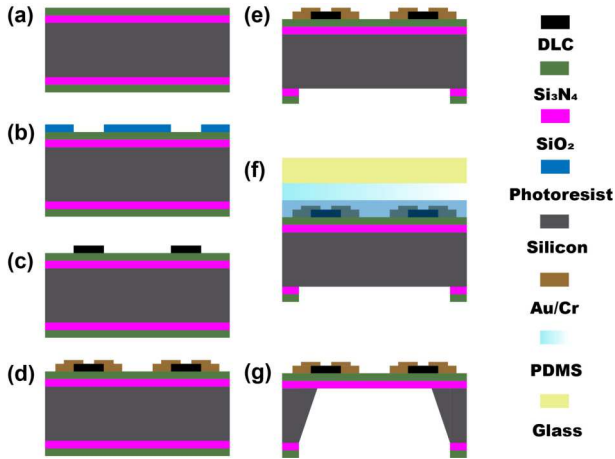 (a)
(b)
(c)
(d)
(e)
(f)
(g)
DLC
Si₃N₄
SiO₂
Photoresist
Silicon
Au/Cr
PDMS
Glass